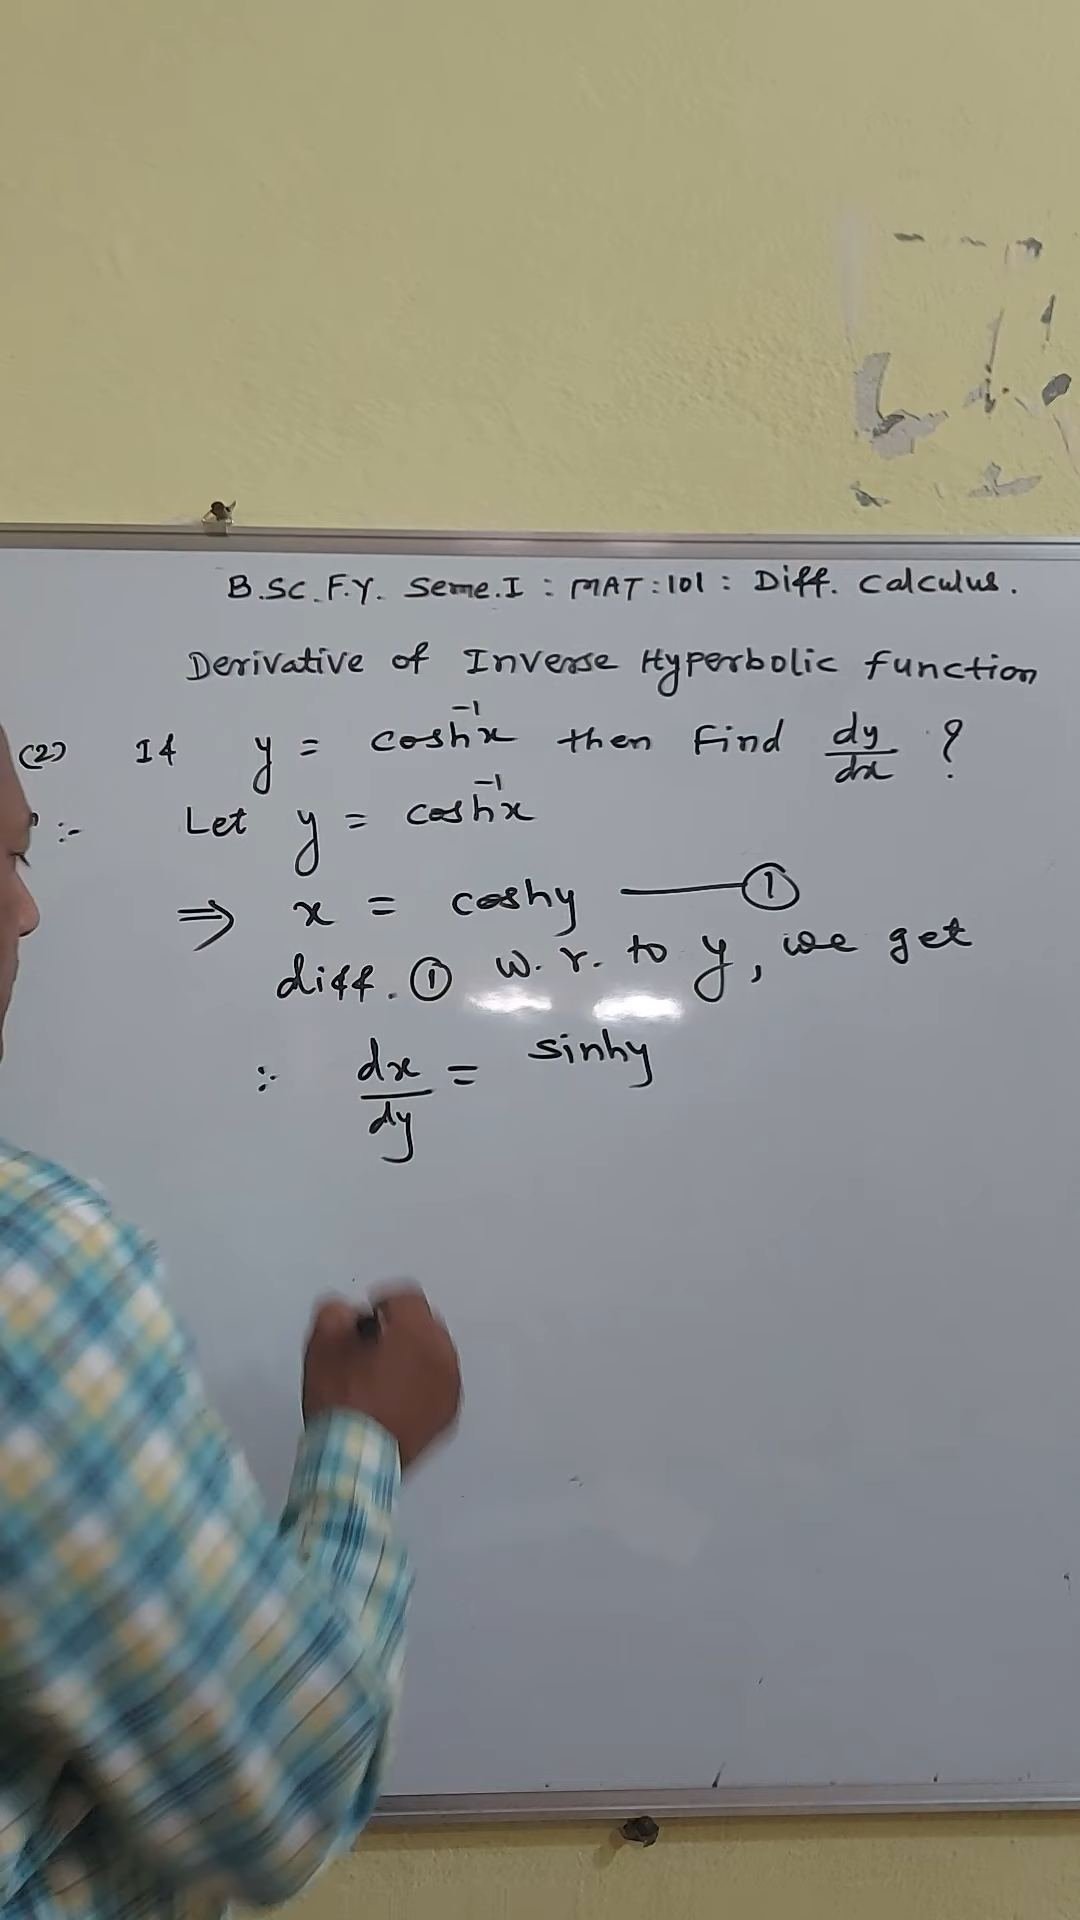 B.SC. F.Y. Seme. I : MAT : 101 : Diff. Calculus.
Derivative of Inverse Hyperbolic function
(2) If y = cosh⁻¹x then Find dy/dx ?
:- Let y = cosh⁻¹x
⇒ x = coshy —— ①
diff. ① w. r. to y, we get
∴ dx/dy = sinhy